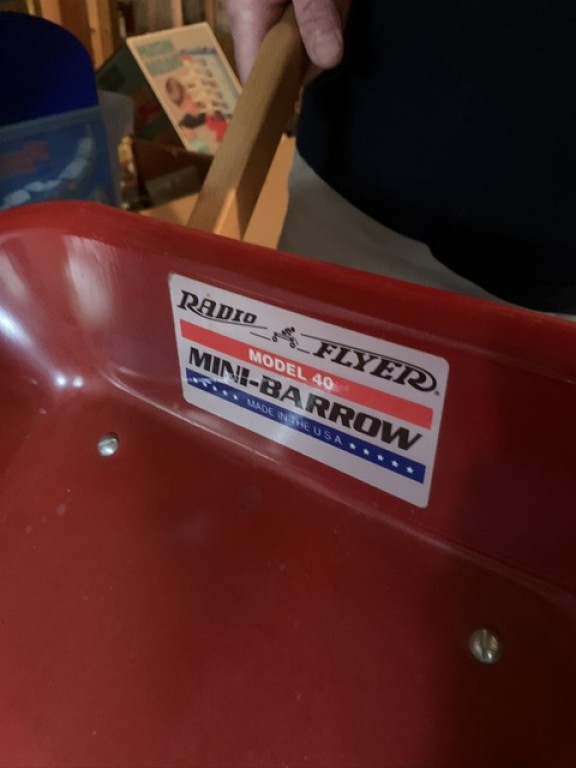 RADIO FLYER®
MODEL 40
MINI-BARROW
MADE IN THE USA